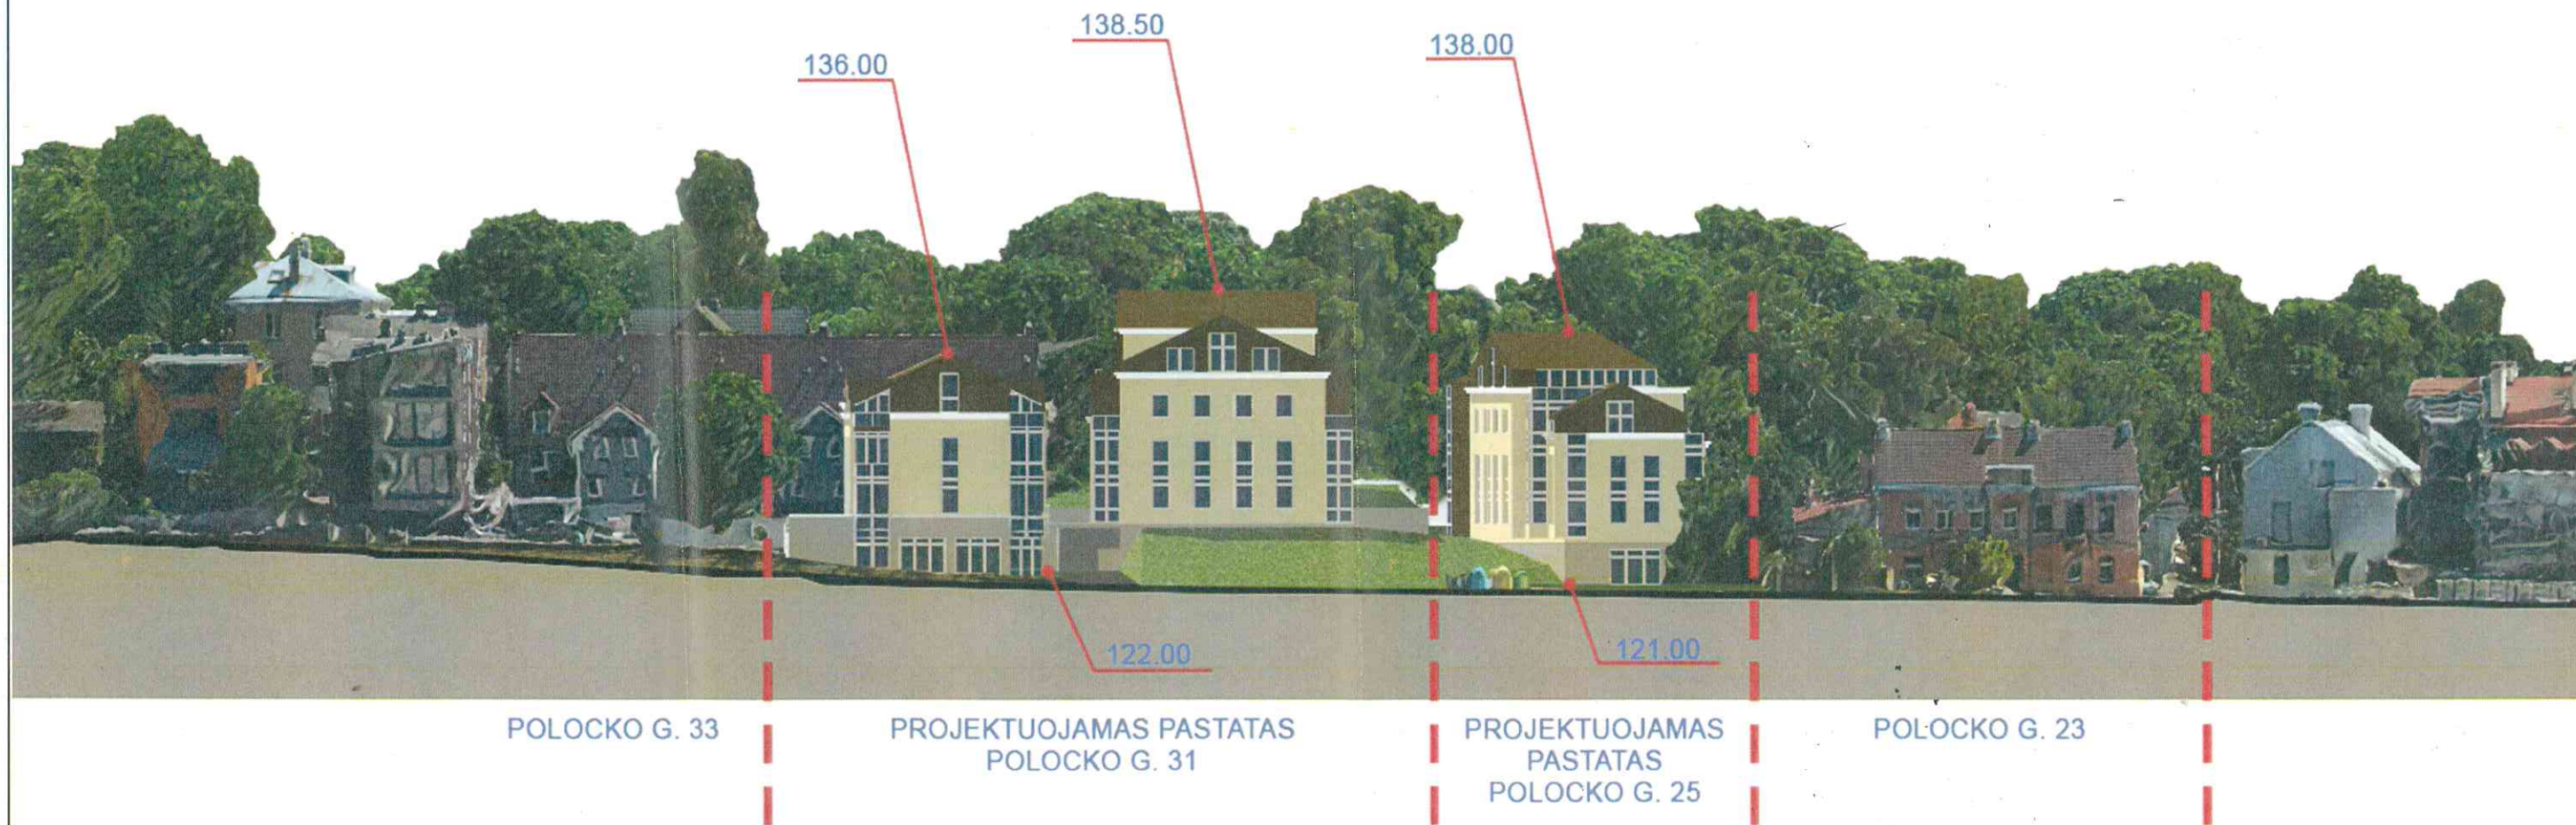 138.50
138.00
136.00
122.00
121.00
POLOCKO G. 33
PROJEKTUOJAMAS PASTATAS
POLOCKO G. 31
PROJEKTUOJAMAS
PASTATAS
POLOCKO G. 25
POLOCKO G. 23